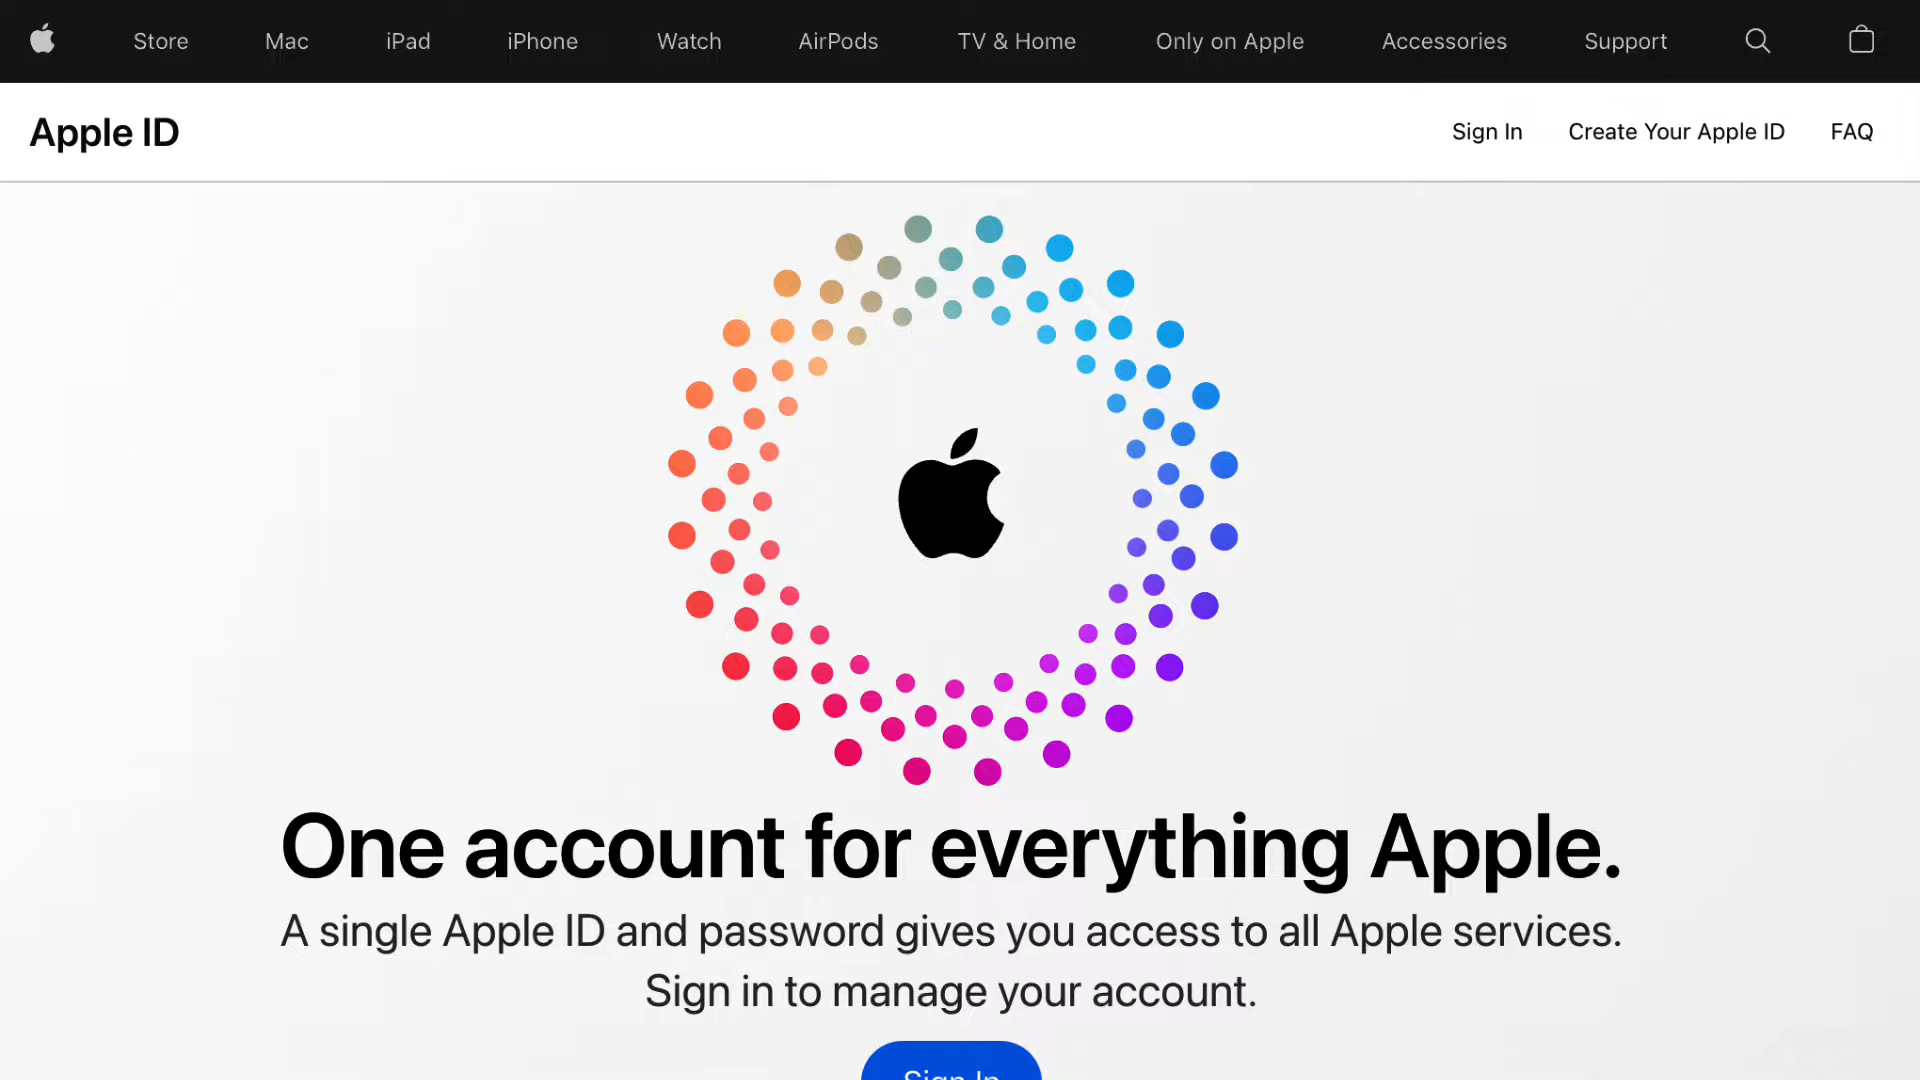 Store Mac iPad iPhone Watch AirPods TV & Home Only on Apple Accessories Support
Apple ID
Sign In Create Your Apple ID FAQ
One account for everything Apple.
A single Apple ID and password gives you access to all Apple services.
Sign in to manage your account.
Sign In